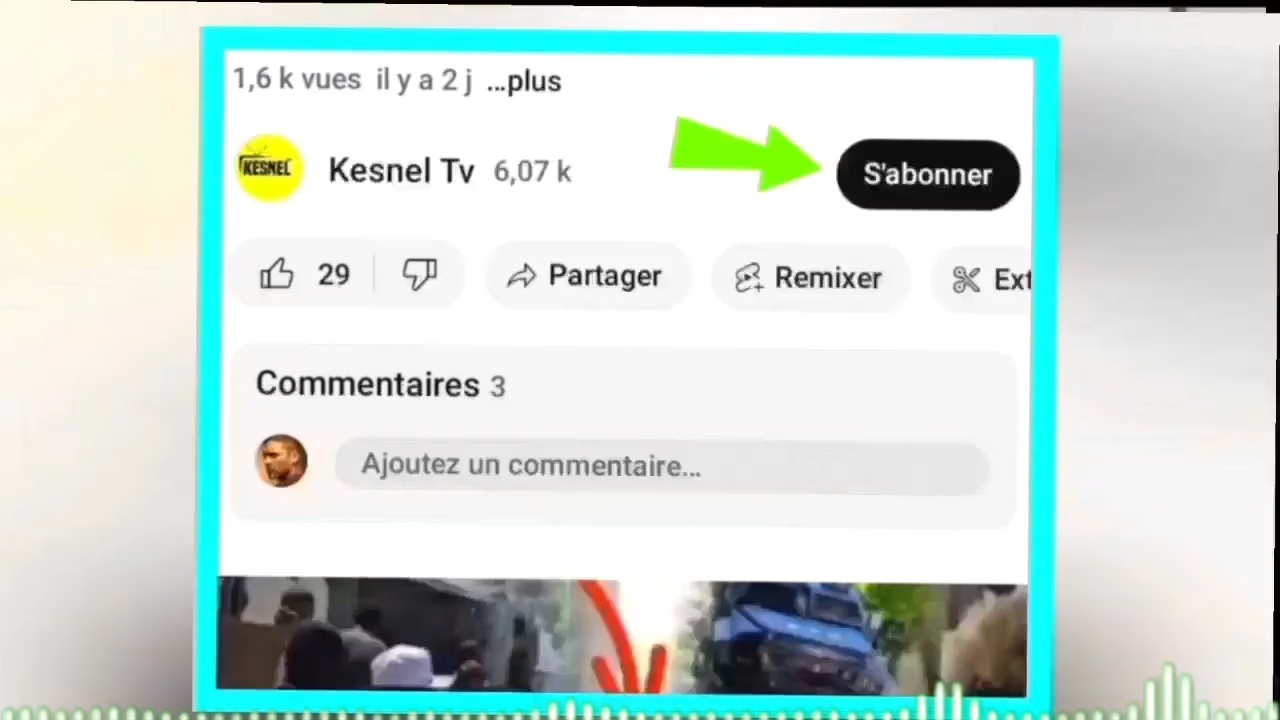 1,6 k vues il y a 2 j ...plus
KESNEL
Kesnel Tv 6,07 k
S'abonner
29
Partager
Remixer
Ext
Commentaires 3
Ajoutez un commentaire...